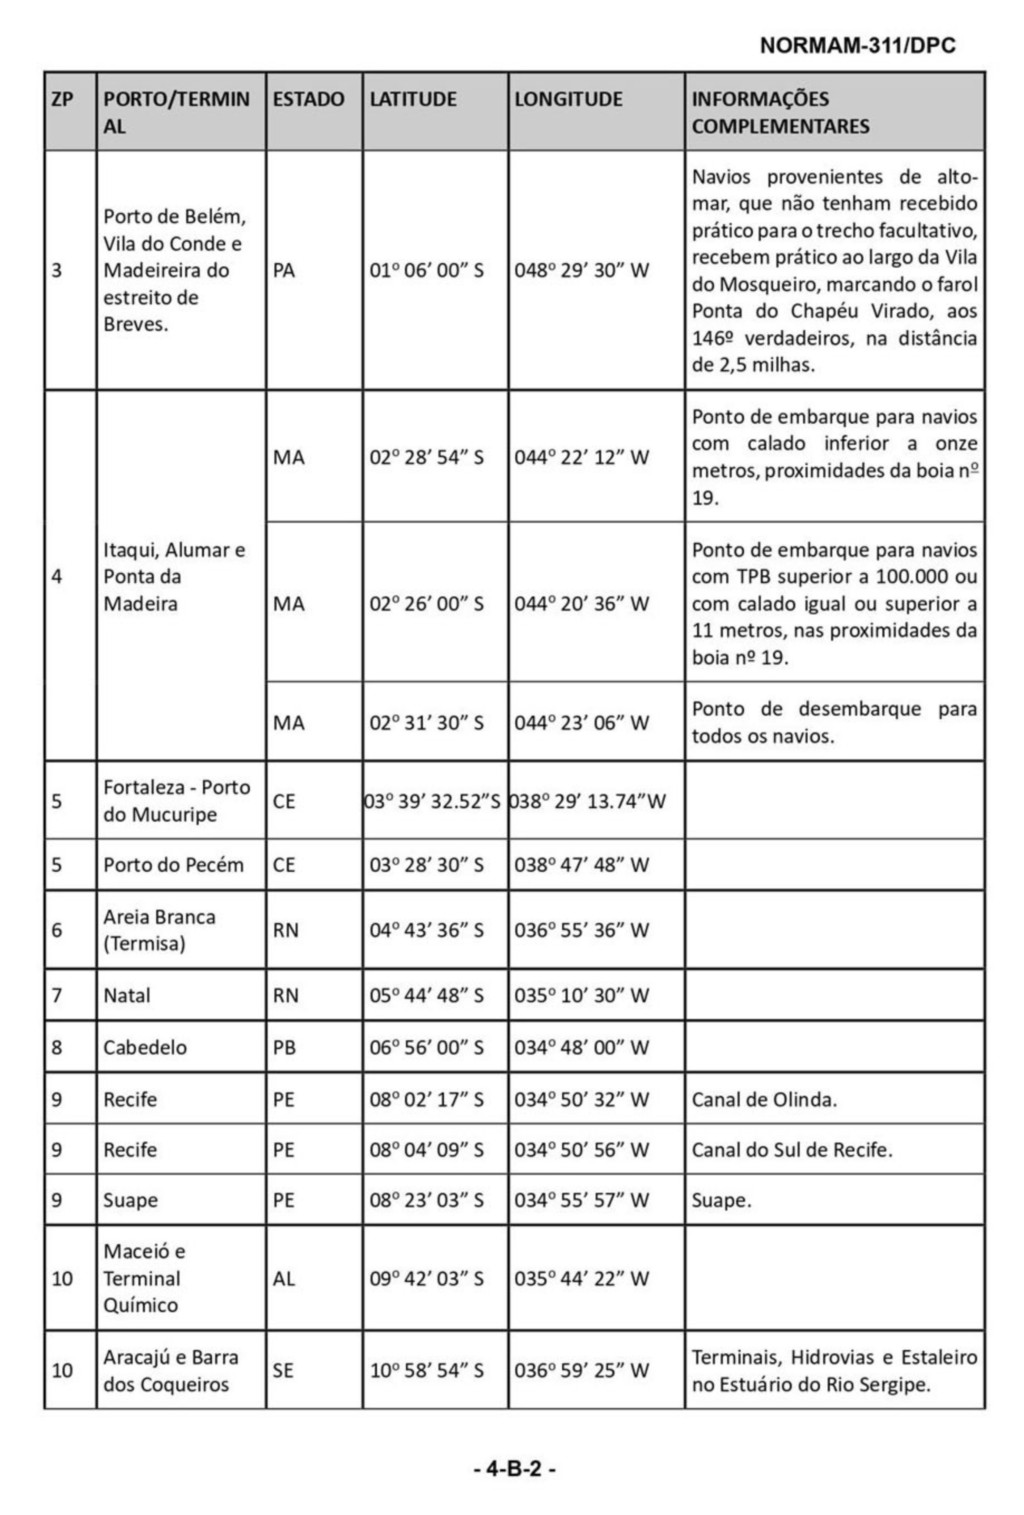 NORMAM-311/DPC
ZP PORTO/TERMIN ESTADO LATITUDE LONGITUDE INFORMAÇÕES
AL COMPLEMENTARES
3
Porto de Belém,
Vila do Conde e
Madeireira do
estreito de
Breves.
PA
01º 06’ 00” S
048º 29’ 30” W
Navios provenientes de alto-
mar, que não tenham recebido
prático para o trecho facultativo,
recebem prático ao largo da Vila
do Mosqueiro, marcando o farol
Ponta do Chapéu Virado, aos
146º verdadeiros, na distância
de 2,5 milhas.
4
Itaqui, Alumar e
Ponta da
Madeira
MA
02º 28’ 54” S
044º 22’ 12” W
Ponto de embarque para navios
com calado inferior a onze
metros, proximidades da boia nº
19.
MA
02º 26’ 00” S
044º 20’ 36” W
Ponto de embarque para navios
com TPB superior a 100.000 ou
com calado igual ou superior a
11 metros, nas proximidades da
boia nº 19.
MA
02º 31’ 30” S
044º 23’ 06” W
Ponto de desembarque para
todos os navios.
5
Fortaleza - Porto
do Mucuripe
CE
03º 39’ 32.52”S
038º 29’ 13.74”W
5 Porto do Pecém CE 03º 28’ 30” S 038º 47’ 48” W
6
Areia Branca
(Termisa)
RN
04º 43’ 36” S
036º 55’ 36” W
7 Natal RN 05º 44’ 48” S 035º 10’ 30” W
8 Cabedelo PB 06º 56’ 00” S 034º 48’ 00” W
9 Recife PE 08º 02’ 17” S 034º 50’ 32” W Canal de Olinda.
9 Recife PE 08º 04’ 09” S 034º 50’ 56” W Canal do Sul de Recife.
9 Suape PE 08º 23’ 03” S 034º 55’ 57” W Suape.
10
Maceió e
Terminal
Químico
AL
09º 42’ 03” S
035º 44’ 22” W
10
Aracajú e Barra
dos Coqueiros
SE
10º 58’ 54” S
036º 59’ 25” W
Terminais, Hidrovias e Estaleiro
no Estuário do Rio Sergipe.
- 4-B-2 -